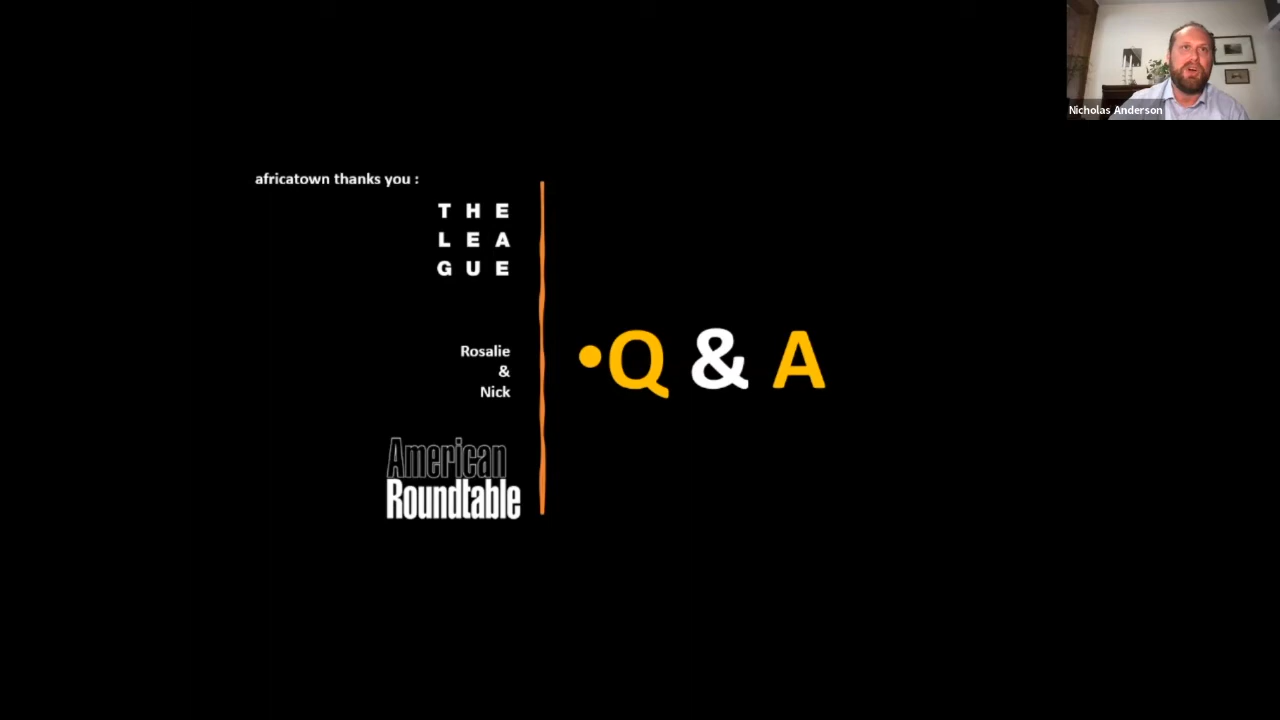 Nicholas Anderson
africatown thanks you :
T H E
L E A
G U E
Rosalie
&
Nick
American
Roundtable
•Q & A